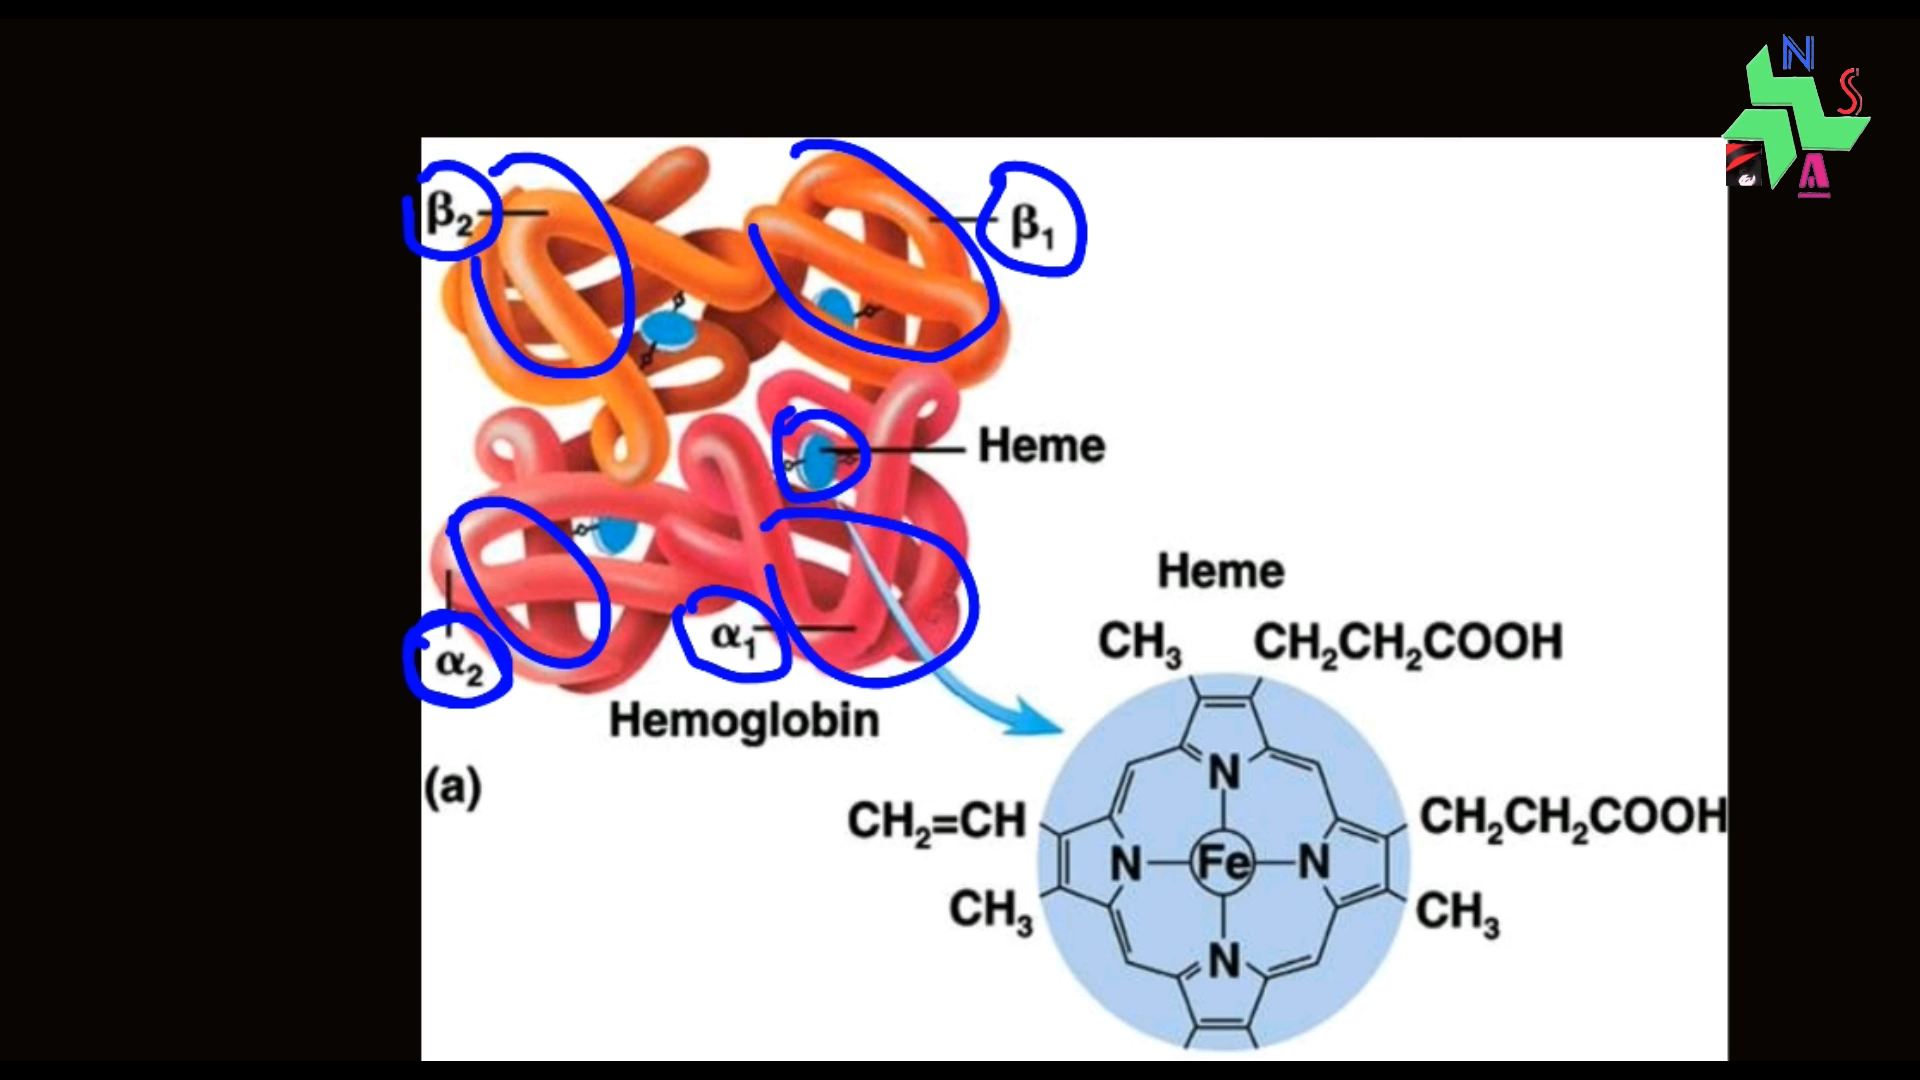 N
S
A
β2
β1
Heme
α2
α1
Hemoglobin
(a)
Heme
CH3
CH2CH2COOH
CH2=CH
CH2CH2COOH
CH3
CH3
N
N
Fe
N
N